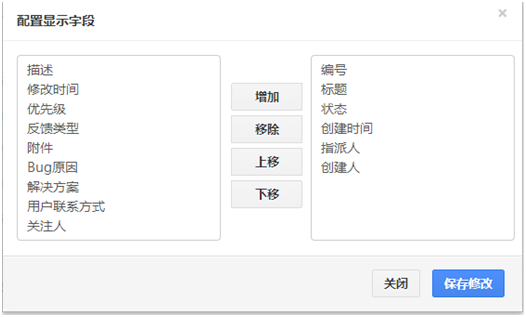 配置显示字段
×
描述
修改时间
优先级
反馈类型
附件
Bug原因
解决方案
用户联系方式
关注人
增加
移除
上移
下移
编号
标题
状态
创建时间
指派人
创建人
关闭
保存修改